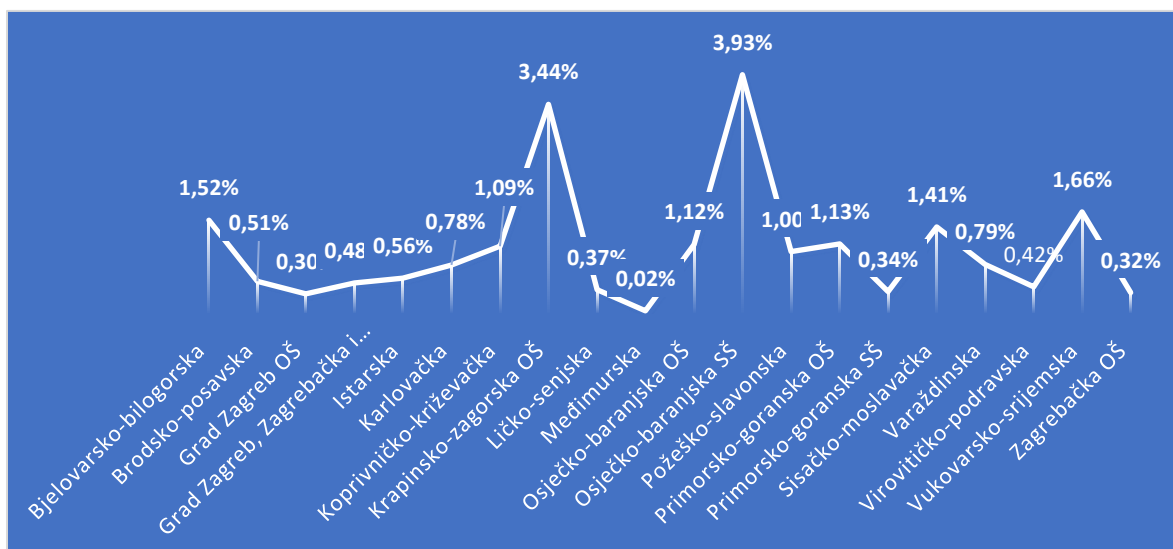 1,52%
0,51%
0,30
0,48
0,56%
0,78%
1,09%
3,44%
0,37%
0,02%
1,12%
3,93%
1,00
1,13%
0,34%
1,41%
0,79%
0,42%
1,66%
0,32%
Bjelovarsko-bilogorska
Brodsko-posavska
Grad Zagreb OŠ
Grad Zagreb, Zagrebačka i…
Istarska
Karlovačka
Koprivničko-križevačka
Krapinsko-zagorska OŠ
Ličko-senjska
Međimurska
Osječko-baranjska OŠ
Osječko-baranjska SŠ
Požeško-slavonska
Primorsko-goranska OŠ
Primorsko-goranska SŠ
Sisačko-moslavačka
Varaždinska
Virovitičko-podravska
Vukovarsko-srijemska
Zagrebačka OŠ